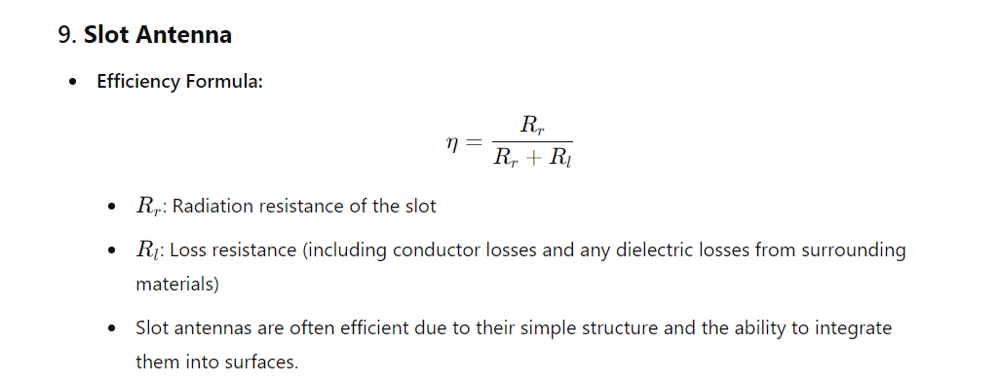 9. Slot Antenna
• Efficiency Formula:
η = R_r / (R_r + R_l)
• R_r: Radiation resistance of the slot
• R_l: Loss resistance (including conductor losses and any dielectric losses from surrounding
materials)
• Slot antennas are often efficient due to their simple structure and the ability to integrate
them into surfaces.